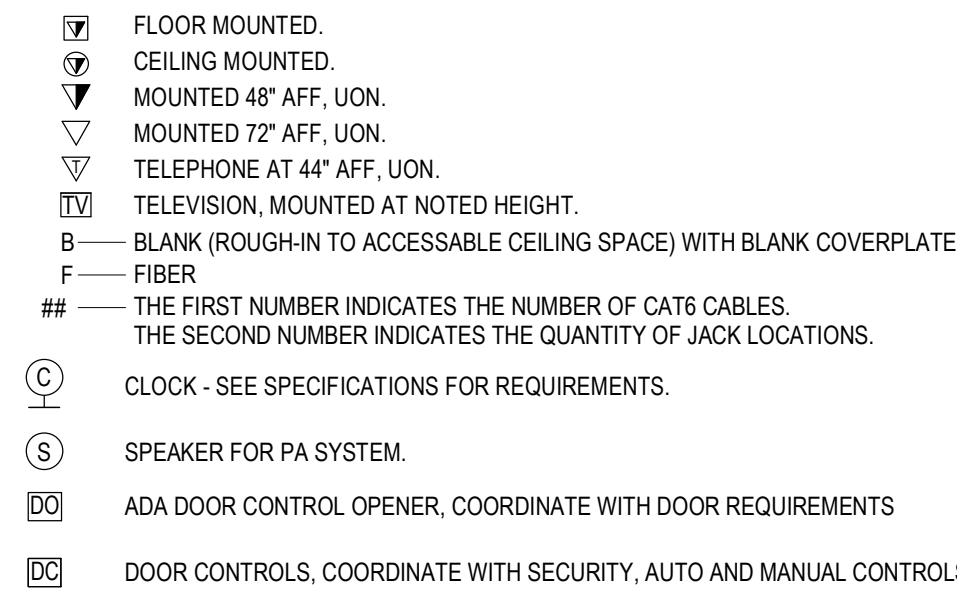 FLOOR MOUNTED.
CEILING MOUNTED.
MOUNTED 48" AFF, UON.
MOUNTED 72" AFF, UON.
T TELEPHONE AT 44" AFF, UON.
TV TELEVISION, MOUNTED AT NOTED HEIGHT.
B BLANK (ROUGH-IN TO ACCESSABLE CEILING SPACE) WITH BLANK COVERPLATE
F FIBER
## THE FIRST NUMBER INDICATES THE NUMBER OF CAT6 CABLES.
THE SECOND NUMBER INDICATES THE QUANTITY OF JACK LOCATIONS.
C CLOCK - SEE SPECIFICATIONS FOR REQUIREMENTS.
S SPEAKER FOR PA SYSTEM.
DO ADA DOOR CONTROL OPENER, COORDINATE WITH DOOR REQUIREMENTS
DC DOOR CONTROLS, COORDINATE WITH SECURITY, AUTO AND MANUAL CONTROLS